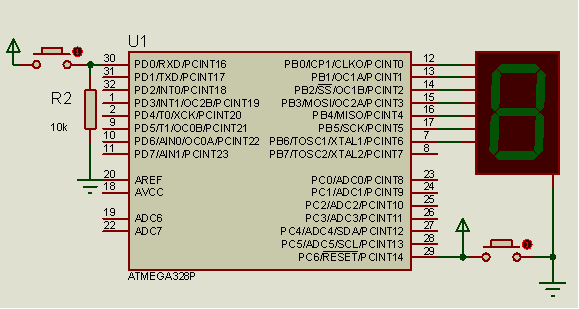 U1
30 PD0/RXD/PCINT16 PB0/ICP1/CLKO/PCINT0 12
31 PD1/TXD/PCINT17 PB1/OC1A/PCINT1 13
32 PD2/INT0/PCINT18 PB2/SS/OC1B/PCINT2 14
1 PD3/INT1/OC2B/PCINT19 PB3/MOSI/OC2A/PCINT3 15
2 PD4/T0/XCK/PCINT20 PB4/MISO/PCINT4 16
9 PD5/T1/OC0B/PCINT21 PB5/SCK/PCINT5 17
10 PD6/AIN0/OC0A/PCINT22 PB6/TOSC1/XTAL1/PCINT6 7
11 PD7/AIN1/PCINT23 PB7/TOSC2/XTAL2/PCINT7 8
R2
10k
20 AREF PC0/ADC0/PCINT8 23
18 AVCC PC1/ADC1/PCINT9 24
PC2/ADC2/PCINT10 25
19 ADC6 PC3/ADC3/PCINT11 26
22 ADC7 PC4/ADC4/SDA/PCINT12 27
PC5/ADC5/SCL/PCINT13 28
PC6/RESET/PCINT14 29
ATMEGA328P